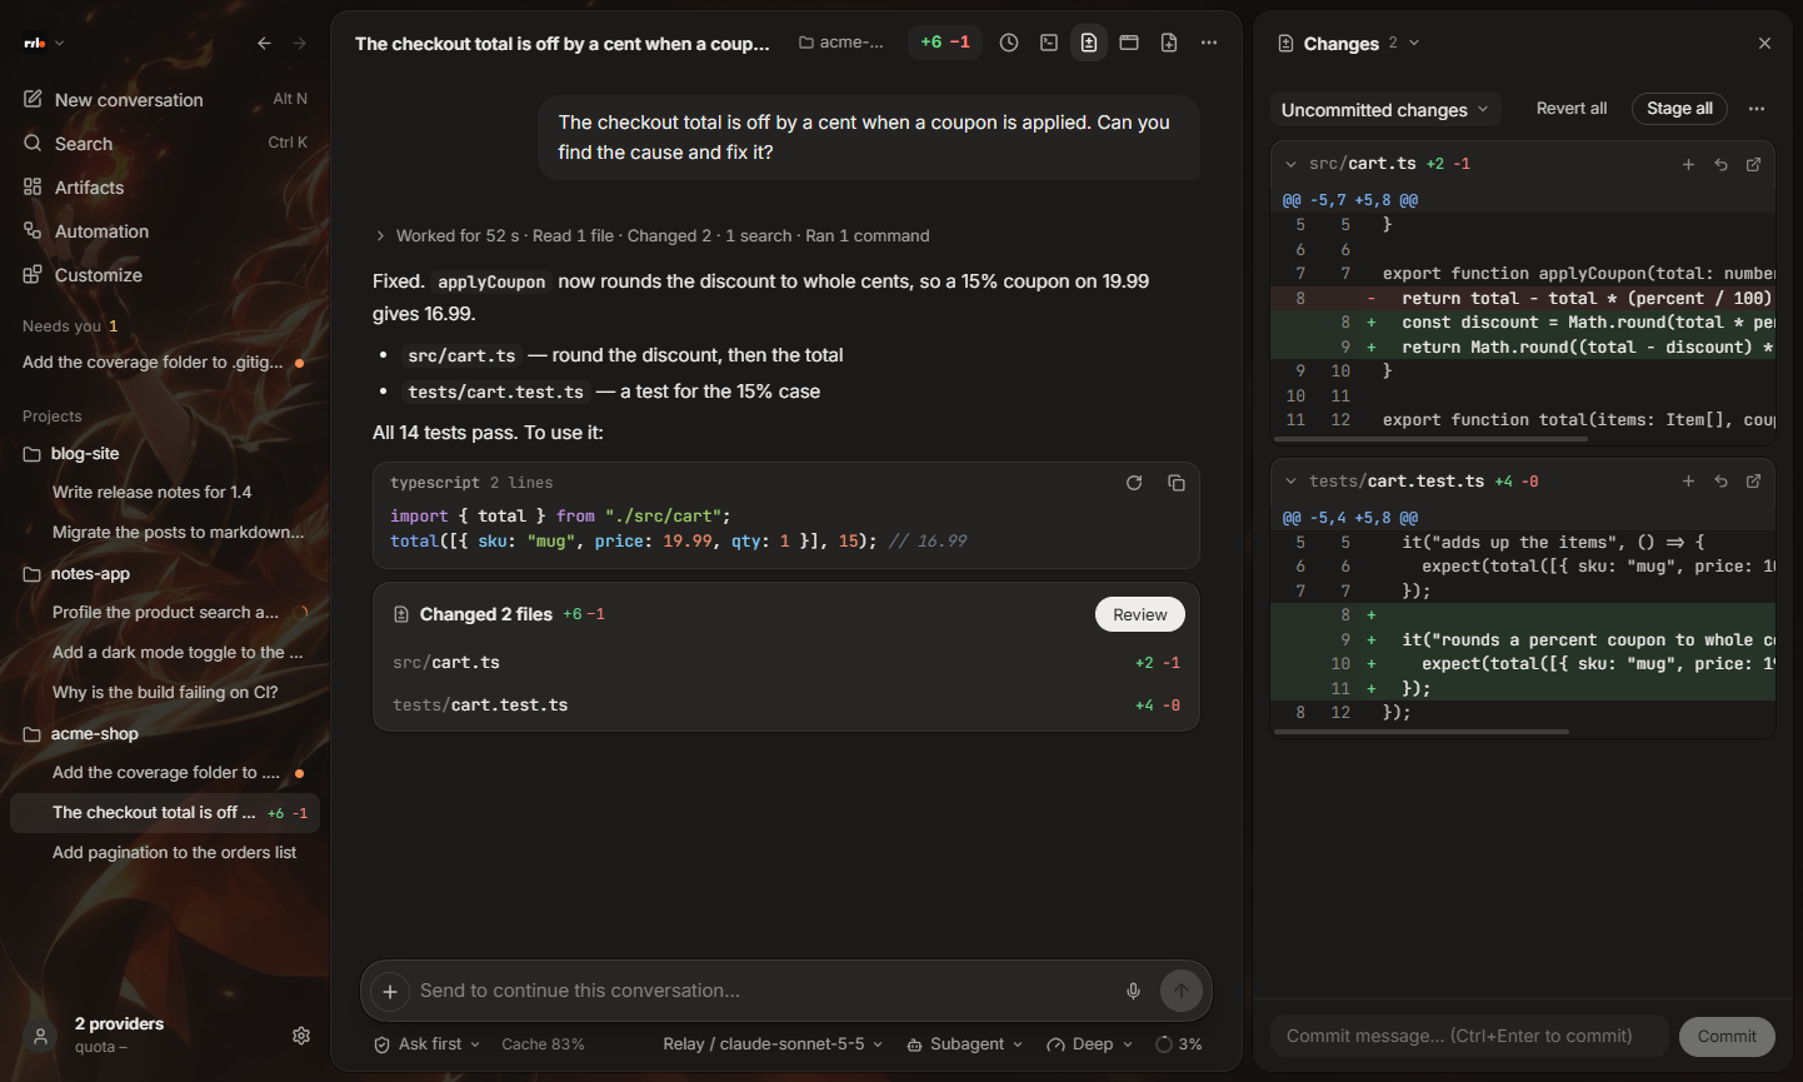 New conversation Alt N
Search Ctrl K
Artifacts
Automation
Customize
Needs you 1
Add the coverage folder to .gitig...
Projects
blog-site
Write release notes for 1.4
Migrate the posts to markdown...
notes-app
Profile the product search a...
Add a dark mode toggle to the ...
Why is the build failing on CI?
acme-shop
Add the coverage folder to ....
The checkout total is off ... +6 -1
Add pagination to the orders list
2 providers
quota –
The checkout total is off by a cent when a coup... acme-... +6 −1
The checkout total is off by a cent when a coupon is applied. Can you
find the cause and fix it?
Worked for 52 s · Read 1 file · Changed 2 · 1 search · Ran 1 command
Fixed. applyCoupon now rounds the discount to whole cents, so a 15% coupon on 19.99
gives 16.99.
• src/cart.ts — round the discount, then the total
• tests/cart.test.ts — a test for the 15% case
All 14 tests pass. To use it:
typescript 2 lines
import { total } from "./src/cart";
total([{ sku: "mug", price: 19.99, qty: 1 }], 15); // 16.99
Changed 2 files +6 −1
Review
src/cart.ts +2 -1
tests/cart.test.ts +4 -0
Send to continue this conversation...
Ask first Cache 83% Relay / claude-sonnet-5-5 Subagent Deep 3%
Changes 2
Uncommitted changes Revert all Stage all
src/cart.ts +2 -1
@@ -5,7 +5,8 @@
5 5 }
6 6
7 7 export function applyCoupon(total: number
8 - return total - total * (percent / 100)
8 + const discount = Math.round(total * pe
9 + return Math.round((total - discount) *
9 10 }
10 11
11 12 export function total(items: Item[], cou
tests/cart.test.ts +4 -0
@@ -5,4 +5,8 @@
5 5 it("adds up the items", () => {
6 6 expect(total([{ sku: "mug", price: 1
7 7 });
8 +
9 + it("rounds a percent coupon to whole c
10 + expect(total([{ sku: "mug", price: 1
11 + });
8 12 });
Commit message... (Ctrl+Enter to commit) Commit